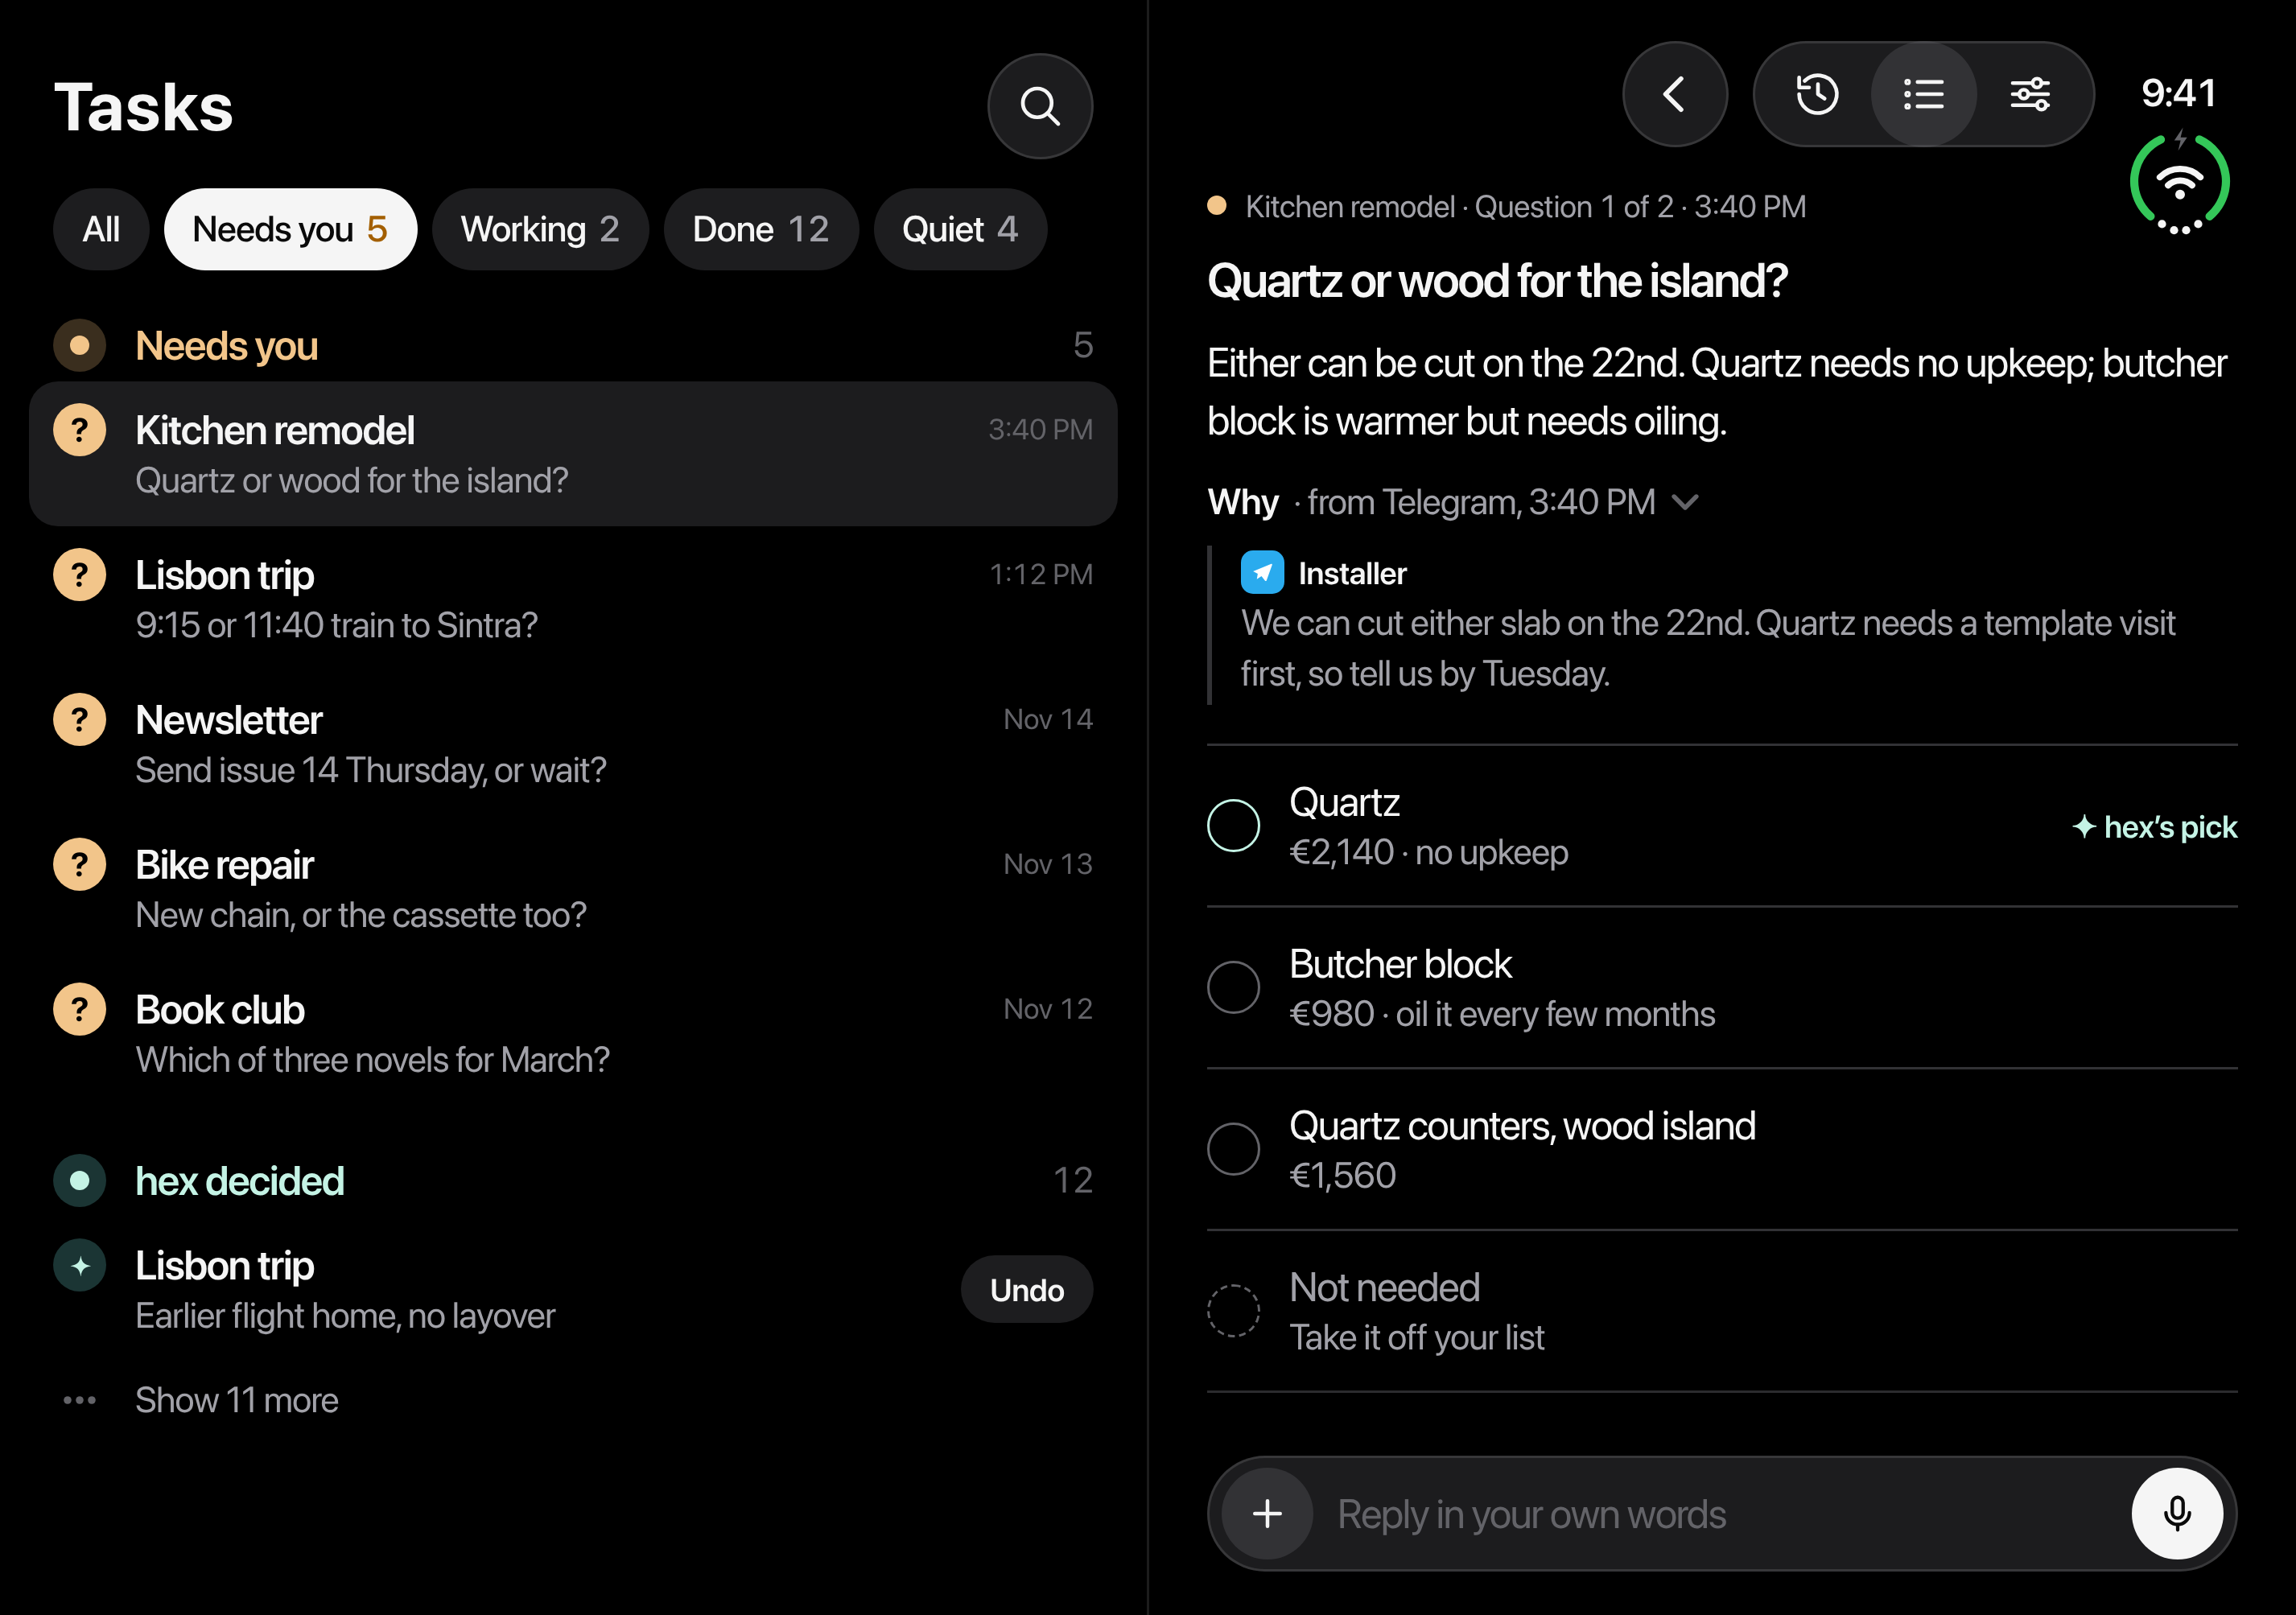 Tasks
All
Needs you 5
Working 2
Done 12
Quiet 4
Needs you 5
? Kitchen remodel 3:40 PM
Quartz or wood for the island?
? Lisbon trip 1:12 PM
9:15 or 11:40 train to Sintra?
? Newsletter Nov 14
Send issue 14 Thursday, or wait?
? Bike repair Nov 13
New chain, or the cassette too?
? Book club Nov 12
Which of three novels for March?
hex decided 12
Lisbon trip
Earlier flight home, no layover
Undo
Show 11 more
9:41
Kitchen remodel · Question 1 of 2 · 3:40 PM
Quartz or wood for the island?
Either can be cut on the 22nd. Quartz needs no upkeep; butcher
block is warmer but needs oiling.
Why · from Telegram, 3:40 PM
Installer
We can cut either slab on the 22nd. Quartz needs a template visit
first, so tell us by Tuesday.
Quartz
€2,140 · no upkeep
hex’s pick
Butcher block
€980 · oil it every few months
Quartz counters, wood island
€1,560
Not needed
Take it off your list
Reply in your own words